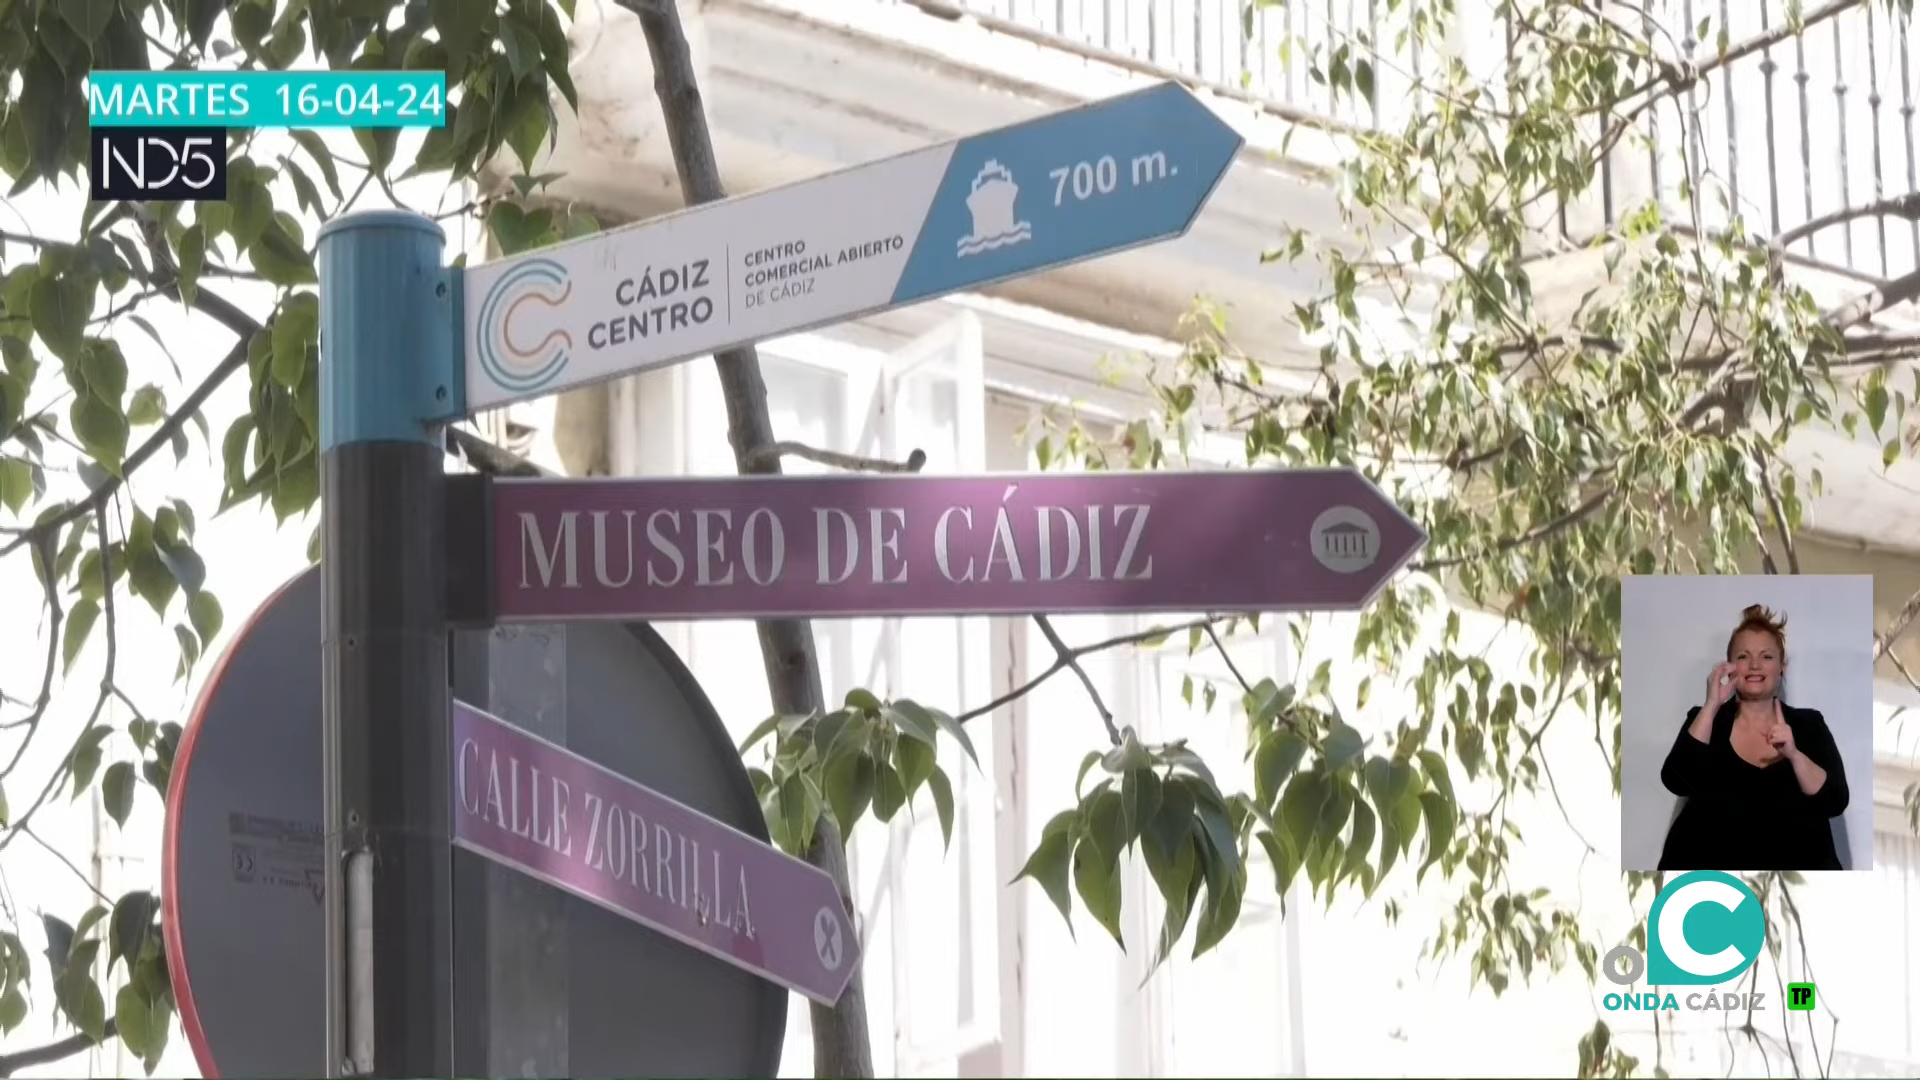 MARTES 16-04-24
ND5
700 m.
CÁDIZ
CENTRO
CENTRO
COMERCIAL ABIERTO
DE CÁDIZ
MUSEO DE CÁDIZ
CALLE ZORRILLA
X
CE
C
O
ONDA CÁDIZ
TP